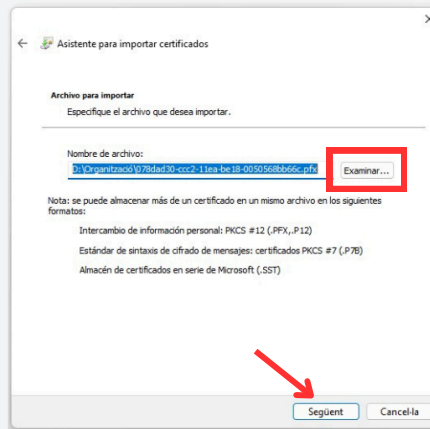 Asistente para importar certificados
Archivo para importar
Especifique el archivo que desea importar.
Nombre de archivo:
D:\Organització\078dad30-ccc2-11ea-be18-0050568bb66c.pfx
Examinar...
Nota: se puede almacenar más de un certificado en un mismo archivo en los siguientes
formatos:
Intercambio de información personal: PKCS #12 (.PFX,.P12)
Estándar de sintaxis de cifrado de mensajes: certificados PKCS #7 (.P7B)
Almacén de certificados en serie de Microsoft (.SST)
Següent
Cancel·la